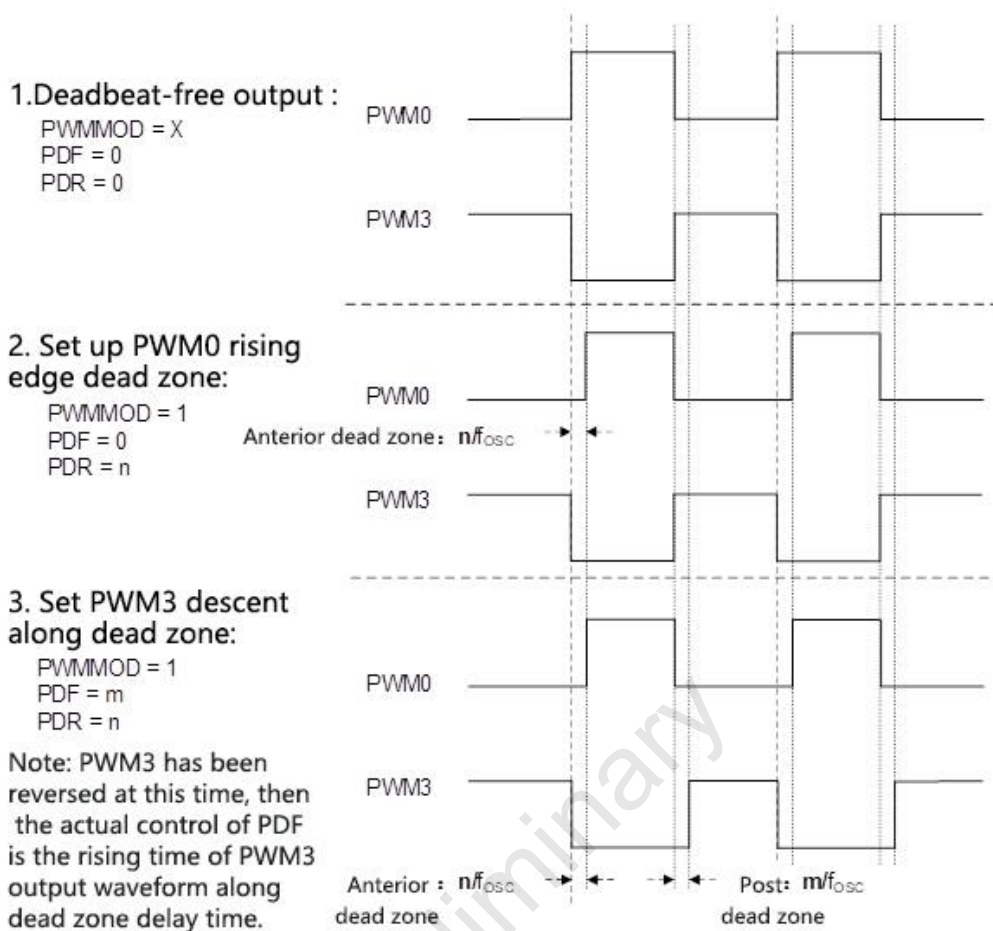 1.Deadbeat-free output :
PWMMOD = X
PDF = 0
PDR = 0
PWM0
PWM3
2. Set up PWM0 rising
edge dead zone:
PWMMOD = 1
PDF = 0
PDR = n
PWM0
Anterior dead zone: n/fosc
PWM3
3. Set PWM3 descent
along dead zone:
PWMMOD = 1
PDF = m
PDR = n
Note: PWM3 has been
reversed at this time, then
the actual control of PDF
is the rising time of PWM3
output waveform along
dead zone delay time.
PWM0
PWM3
Anterior : n/fosc
dead zone
Post: m/fosc
dead zone